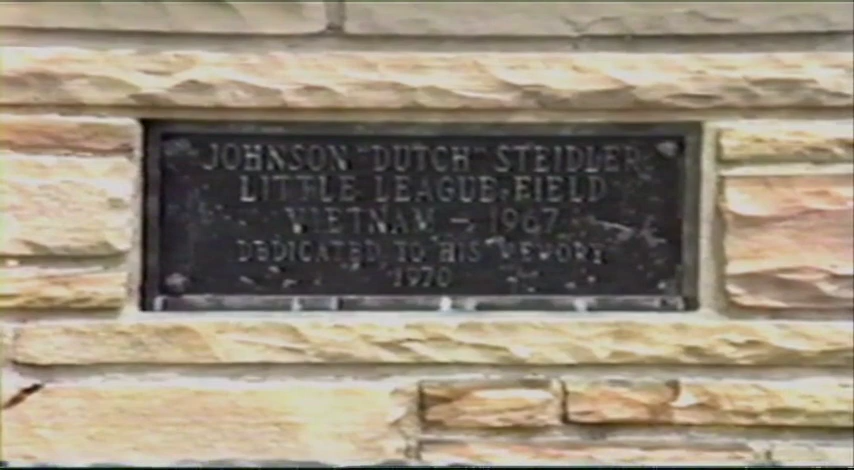 JOHNSON "DUTCH" STEIDLER
LITTLE LEAGUE FIELD
VIETNAM - 1967
DEDICATED TO HIS MEMORY
1970